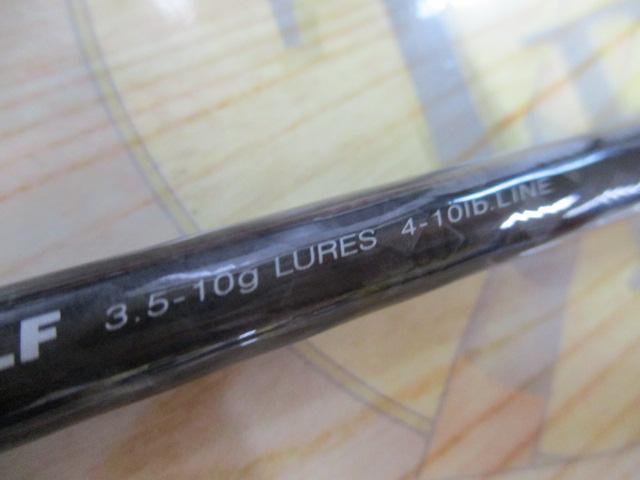 LF 3.5-10g LURES 4-10lb.LINE